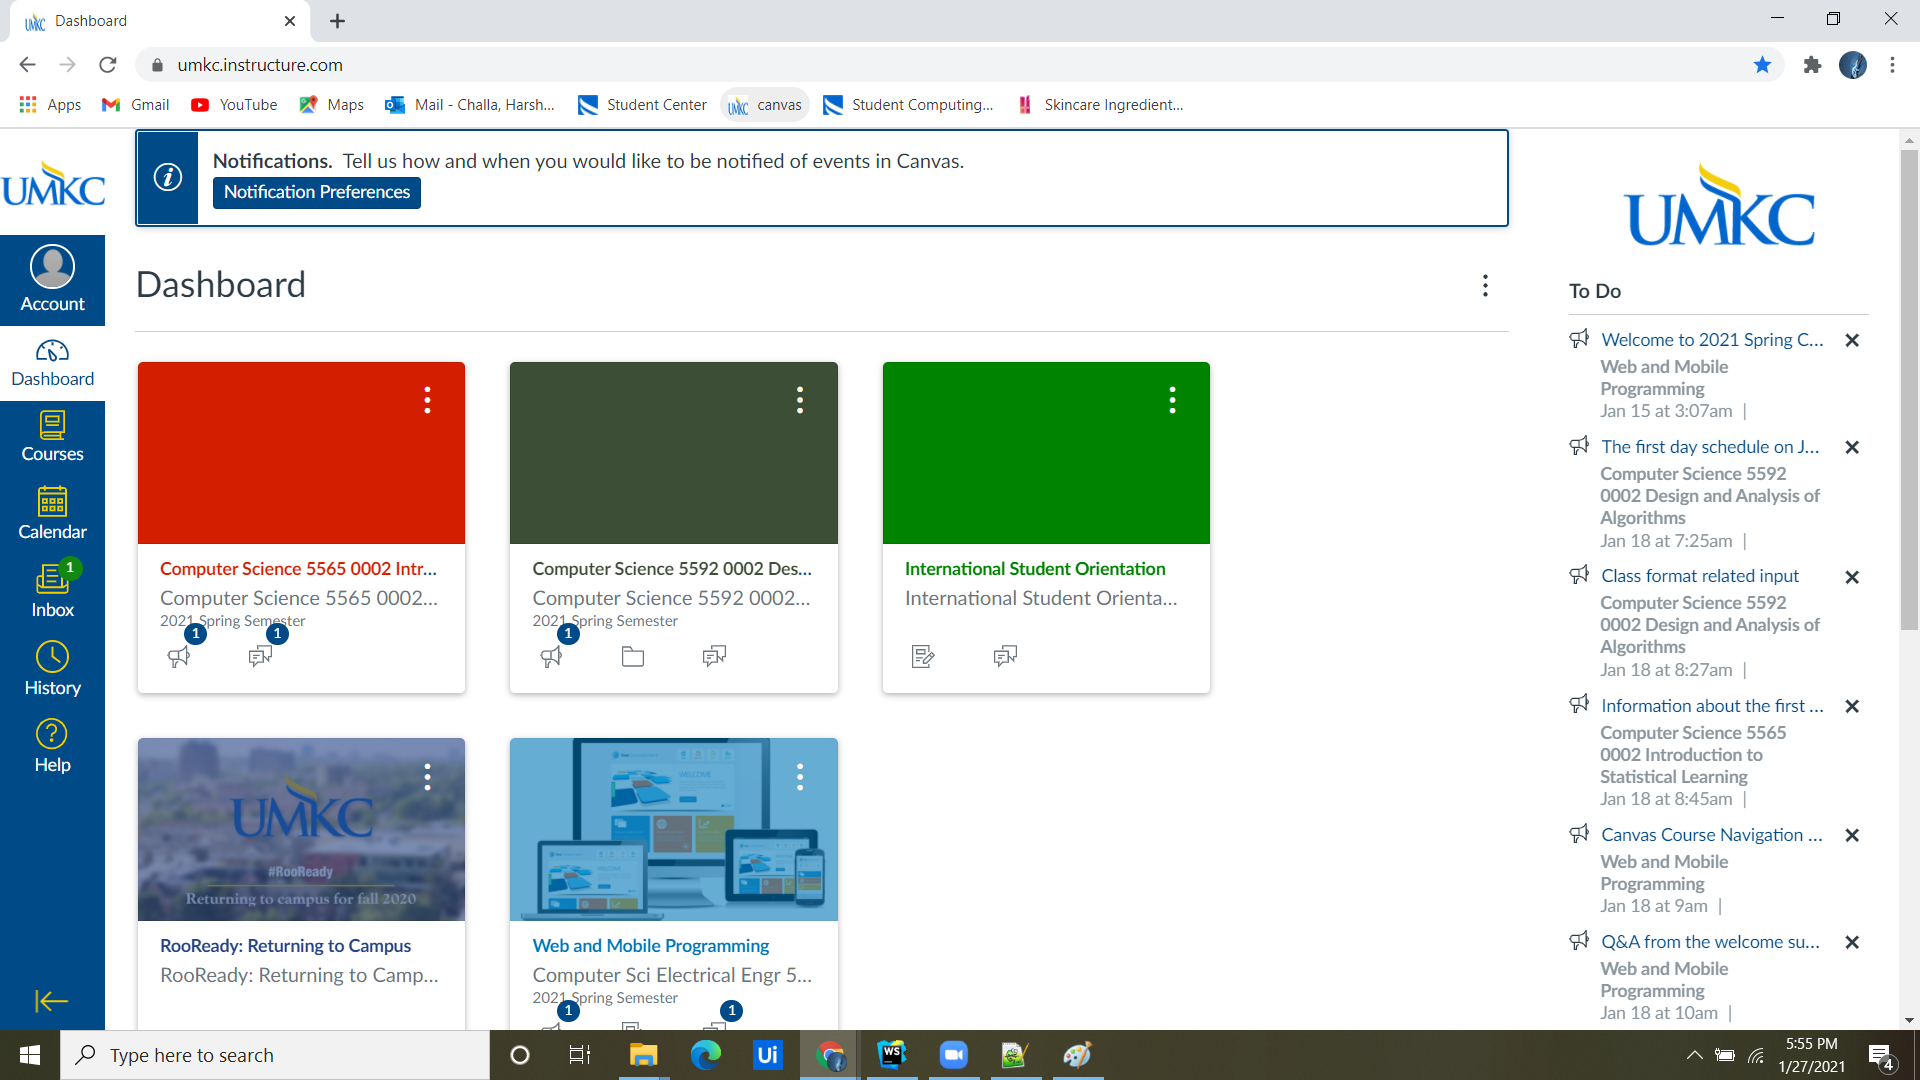 Dashboard
umkc.instructure.com
Apps
Gmail
YouTube
Maps
Mail - Challa, Harsh...
Student Center
canvas
Student Computing...
Skincare Ingredient...
UMKC
Account
Dashboard
Courses
Calendar
1
Inbox
History
Help
Notifications. Tell us how and when you would like to be notified of events in Canvas.
Notification Preferences
Dashboard
Computer Science 5565 0002 Intr...
Computer Science 5565 0002...
2021 Spring Semester
1
1
Computer Science 5592 0002 Des...
Computer Science 5592 0002...
2021 Spring Semester
1
International Student Orientation
International Student Orienta...
UMKC
#RooReady
Returning to campus for fall 2020
RooReady: Returning to Campus
RooReady: Returning to Camp...
WELCOME
Web and Mobile Programming
Computer Sci Electrical Engr 5...
2021 Spring Semester
1
1
UMKC
To Do
Welcome to 2021 Spring C...
Web and Mobile
Programming
Jan 15 at 3:07am |
The first day schedule on J...
Computer Science 5592
0002 Design and Analysis of
Algorithms
Jan 18 at 7:25am |
Class format related input
Computer Science 5592
0002 Design and Analysis of
Algorithms
Jan 18 at 8:27am |
Information about the first ...
Computer Science 5565
0002 Introduction to
Statistical Learning
Jan 18 at 8:45am |
Canvas Course Navigation ...
Web and Mobile
Programming
Jan 18 at 9am |
Q&A from the welcome su...
Web and Mobile
Programming
Jan 18 at 10am |
Type here to search
Ui
WS
5:55 PM
1/27/2021
4